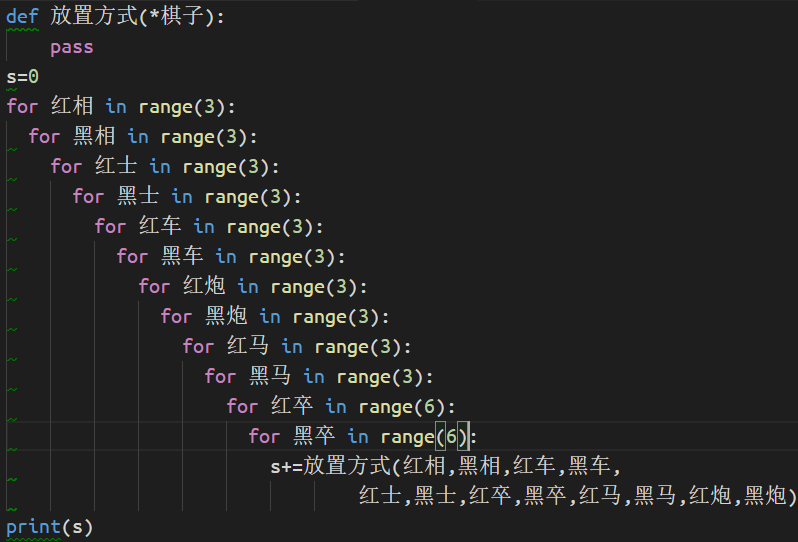 def 放置方式(*棋子):
    pass
s=0
for 红相 in range(3):
  for 黑相 in range(3):
    for 红士 in range(3):
      for 黑士 in range(3):
        for 红车 in range(3):
          for 黑车 in range(3):
            for 红炮 in range(3):
              for 黑炮 in range(3):
                for 红马 in range(3):
                  for 黑马 in range(3):
                    for 红卒 in range(6):
                      for 黑卒 in range(6):
                        s+=放置方式(红相,黑相,红车,黑车,
                                红士,黑士,红卒,黑卒,红马,黑马,红炮,黑炮)
print(s)